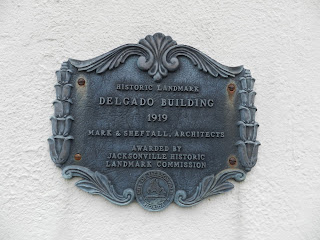 HISTORIC LANDMARK
DELGADO BUILDING
1919
MARK & SHEFTALL, ARCHITECTS
AWARDED BY
JACKSONVILLE HISTORIC
LANDMARK COMMISSION